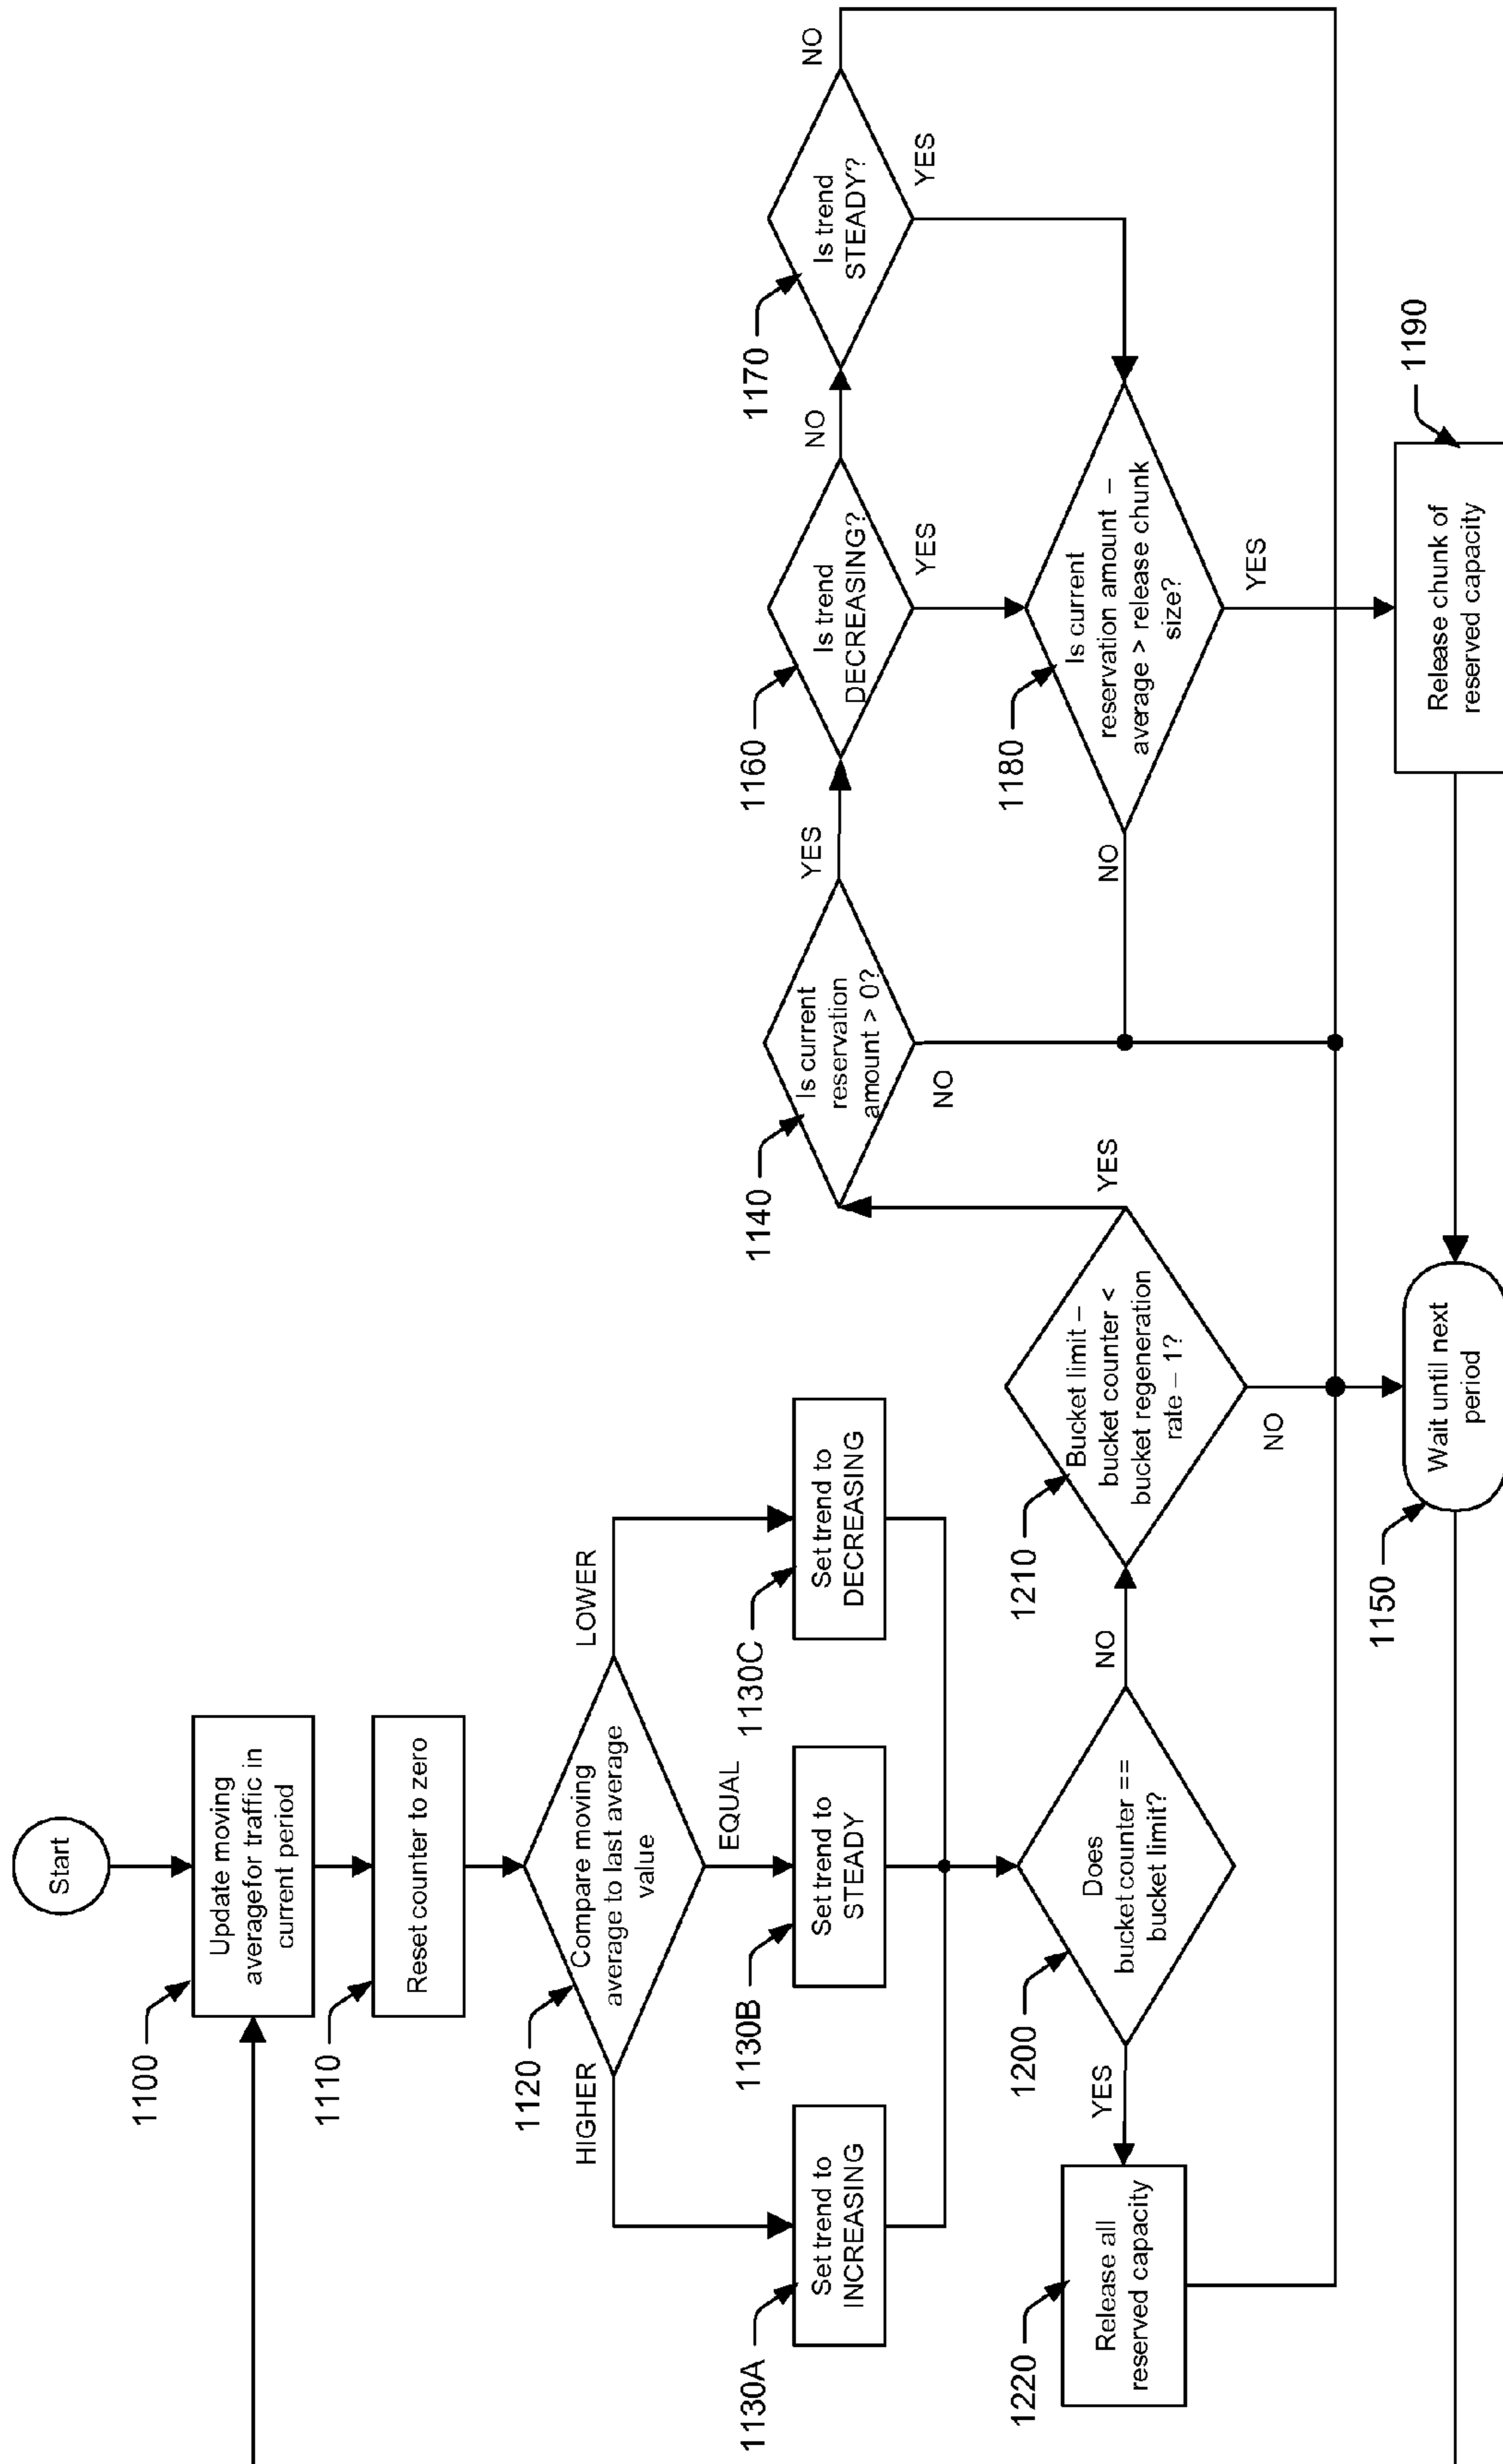 Start
1100
Update moving
averagefor traffic in
current period
1110
Reset counter to zero
1120
Compare moving
average to last average
value
HIGHER
EQUAL
LOWER
1130A
Set trend to
INCREASING
1130B
Set trend to
STEADY
1130C
Set trend to
DECREASING
1200
Does
bucket counter ==
bucket limit?
YES
NO
1220
Release all
reserved capacity
1210
Bucket limit –
bucket counter <
bucket regeneration
rate – 1?
YES
NO
1140
Is current
reservation
amount > 0?
YES
NO
1160
Is trend
DECREASING?
NO
YES
1170
Is trend
STEADY?
NO
YES
1180
Is current
reservation amount –
average > release chunk
size?
NO
YES
1190
Release chunk of
reserved capacity
1150
Wait until next
period